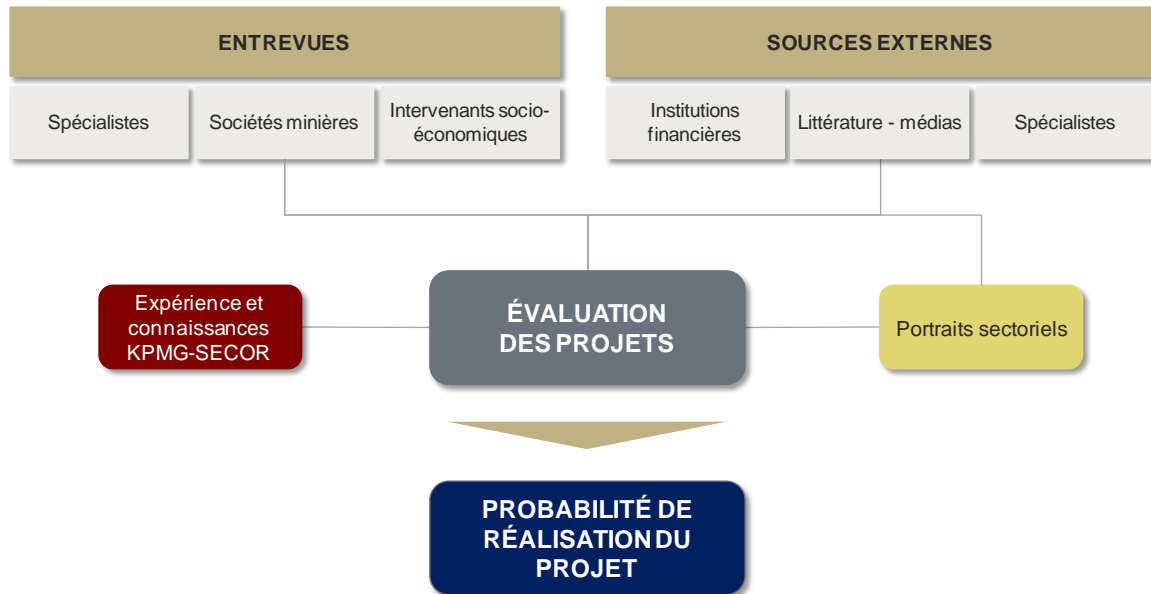 ENTREVUES
SOURCES EXTERNES
Spécialistes
Sociétés minières
Intervenants socio-
économiques
Institutions
financières
Littérature - médias
Spécialistes
Expérience et
connaissances
KPMG-SECOR
ÉVALUATION
DES PROJETS
Portraits sectoriels
PROBABILITÉ DE
RÉALISATION DU
PROJET